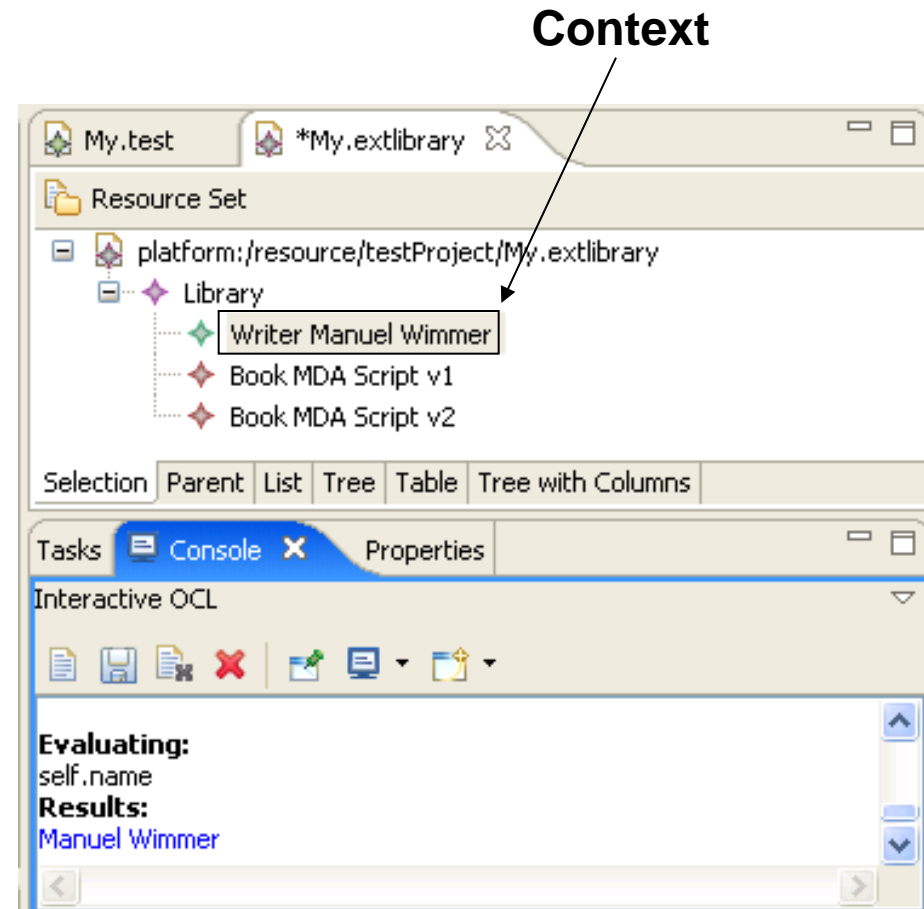 Context
My.test *My.extlibrary
Resource Set
platform:/resource/testProject/My.extlibrary
Library
Writer Manuel Wimmer
Book MDA Script v1
Book MDA Script v2
Selection Parent List Tree Table Tree with Columns
Tasks Console Properties
Interactive OCL
Evaluating:
self.name
Results:
Manuel Wimmer